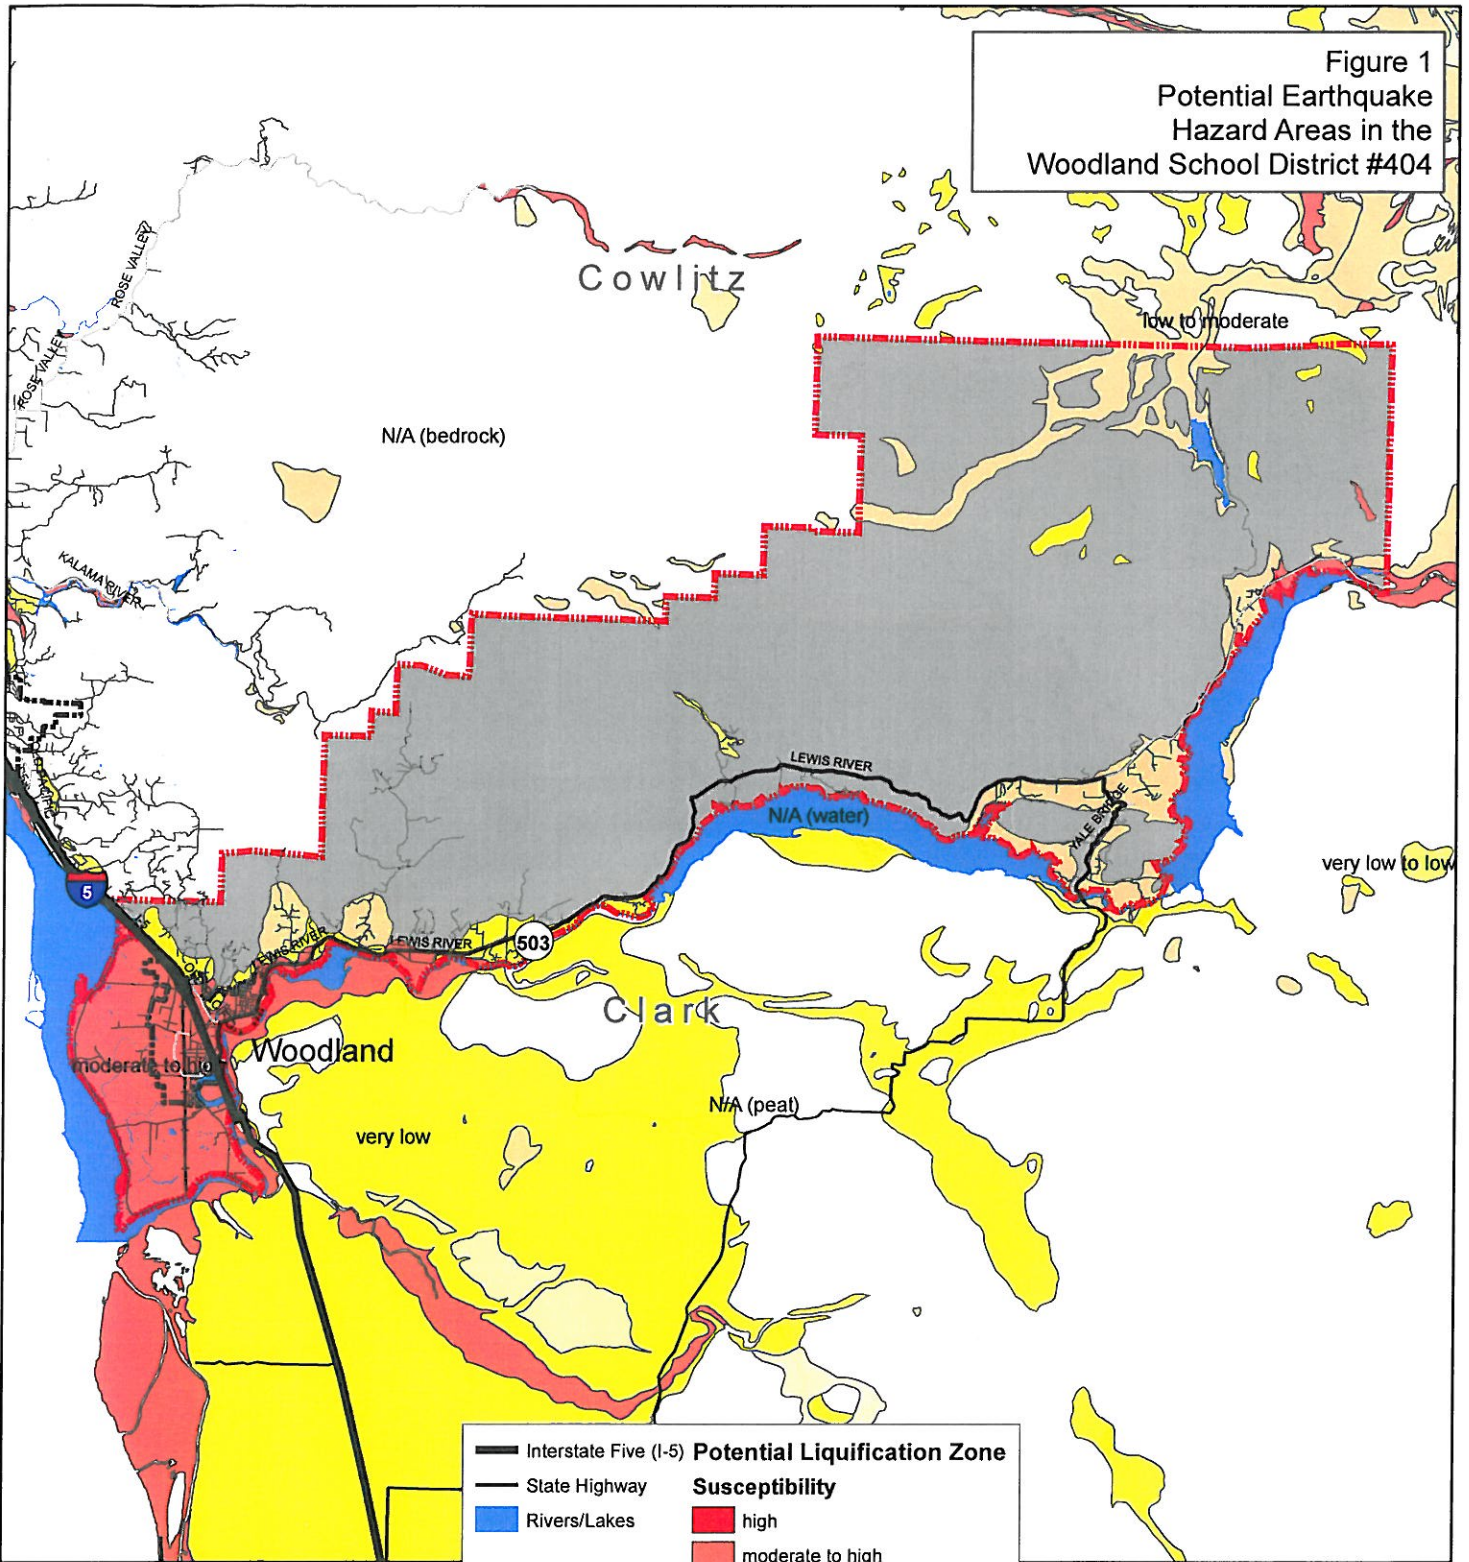 Figure 1
Potential Earthquake
Hazard Areas in the
Woodland School District #404
ROSE VALLEY
Cowlitz
low to moderate
ROSE VALLEY
N/A (bedrock)
KALAMA RIVER
LEWIS RIVER
N/A (water)
YALE BRIDGE
very low to low
5
LEWIS RIVER
LEWIS RIVER
503
Clark
Woodland
moderate to
N/A (peat)
very low
Interstate Five (I-5)
State Highway
Rivers/Lakes
Potential Liquification Zone
Susceptibility
high
moderate to high